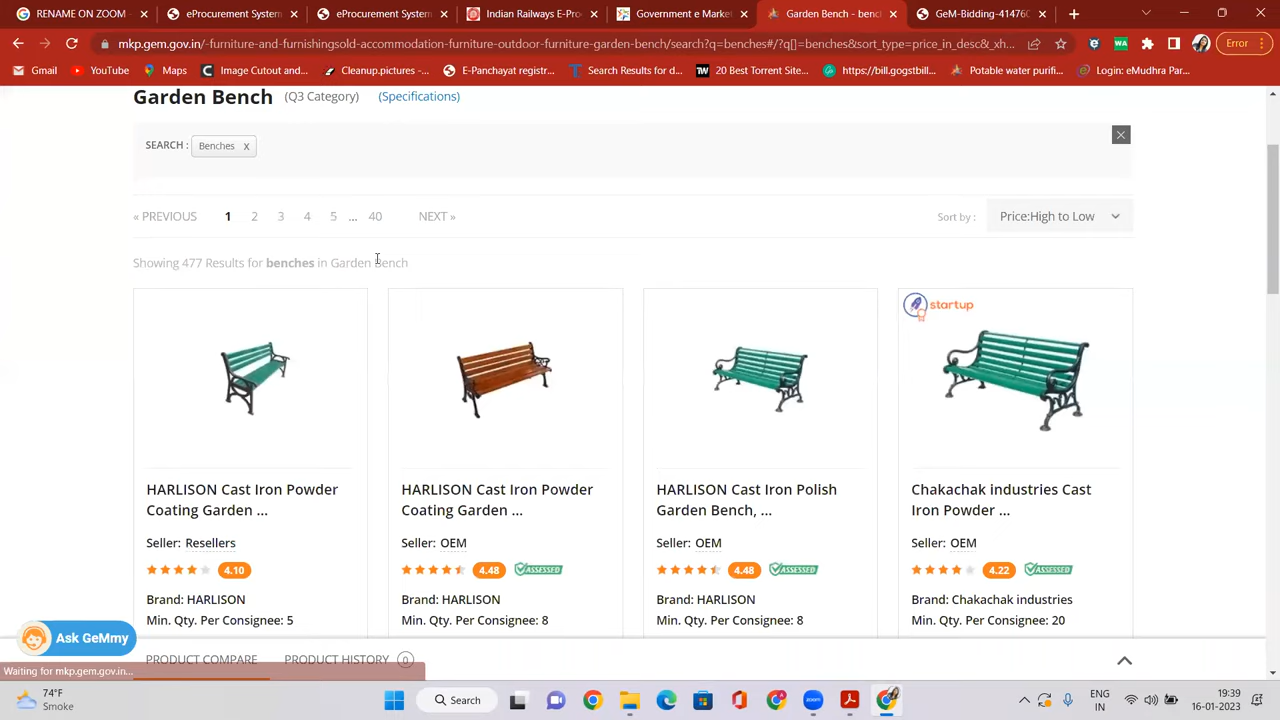 RENAME ON ZOOM -
eProcurement System
eProcurement System
Indian Railways E-Pro
Government e Market
Garden Bench - benc
GeM-Bidding-414760
mkp.gem.gov.in/-furniture-and-furnishingsold-accommodation-furniture-outdoor-furniture-garden-bench/search?q=benches#/?q[]=benches&sort_type=price_in_desc&_xh...
Error
Gmail
YouTube
Maps
Image Cutout and...
Cleanup.pictures -...
E-Panchayat registr...
Search Results for d...
20 Best Torrent Site...
https://bill.gogstbill...
Potable water purifi...
Login: eMudhra Par...
Garden Bench (Q3 Category) (Specifications)
SEARCH : Benches X
« PREVIOUS 1 2 3 4 5 ... 40 NEXT »
Sort by : Price:High to Low
Showing 477 Results for benches in Garden Bench
startup
HARLISON Cast Iron Powder
Coating Garden ...
Seller: Resellers
4.10
Brand: HARLISON
Min. Qty. Per Consignee: 5
HARLISON Cast Iron Powder
Coating Garden ...
Seller: OEM
4.48 ASSESSED
Brand: HARLISON
Min. Qty. Per Consignee: 8
HARLISON Cast Iron Polish
Garden Bench, ...
Seller: OEM
4.48 ASSESSED
Brand: HARLISON
Min. Qty. Per Consignee: 8
Chakachak industries Cast
Iron Powder ...
Seller: OEM
4.22 ASSESSED
Brand: Chakachak industries
Min. Qty. Per Consignee: 20
Ask GeMmy
PRODUCT COMPARE
PRODUCT HISTORY 0
Waiting for mkp.gem.gov.in...
74°F
Smoke
Search
ENG
IN
19:39
16-01-2023